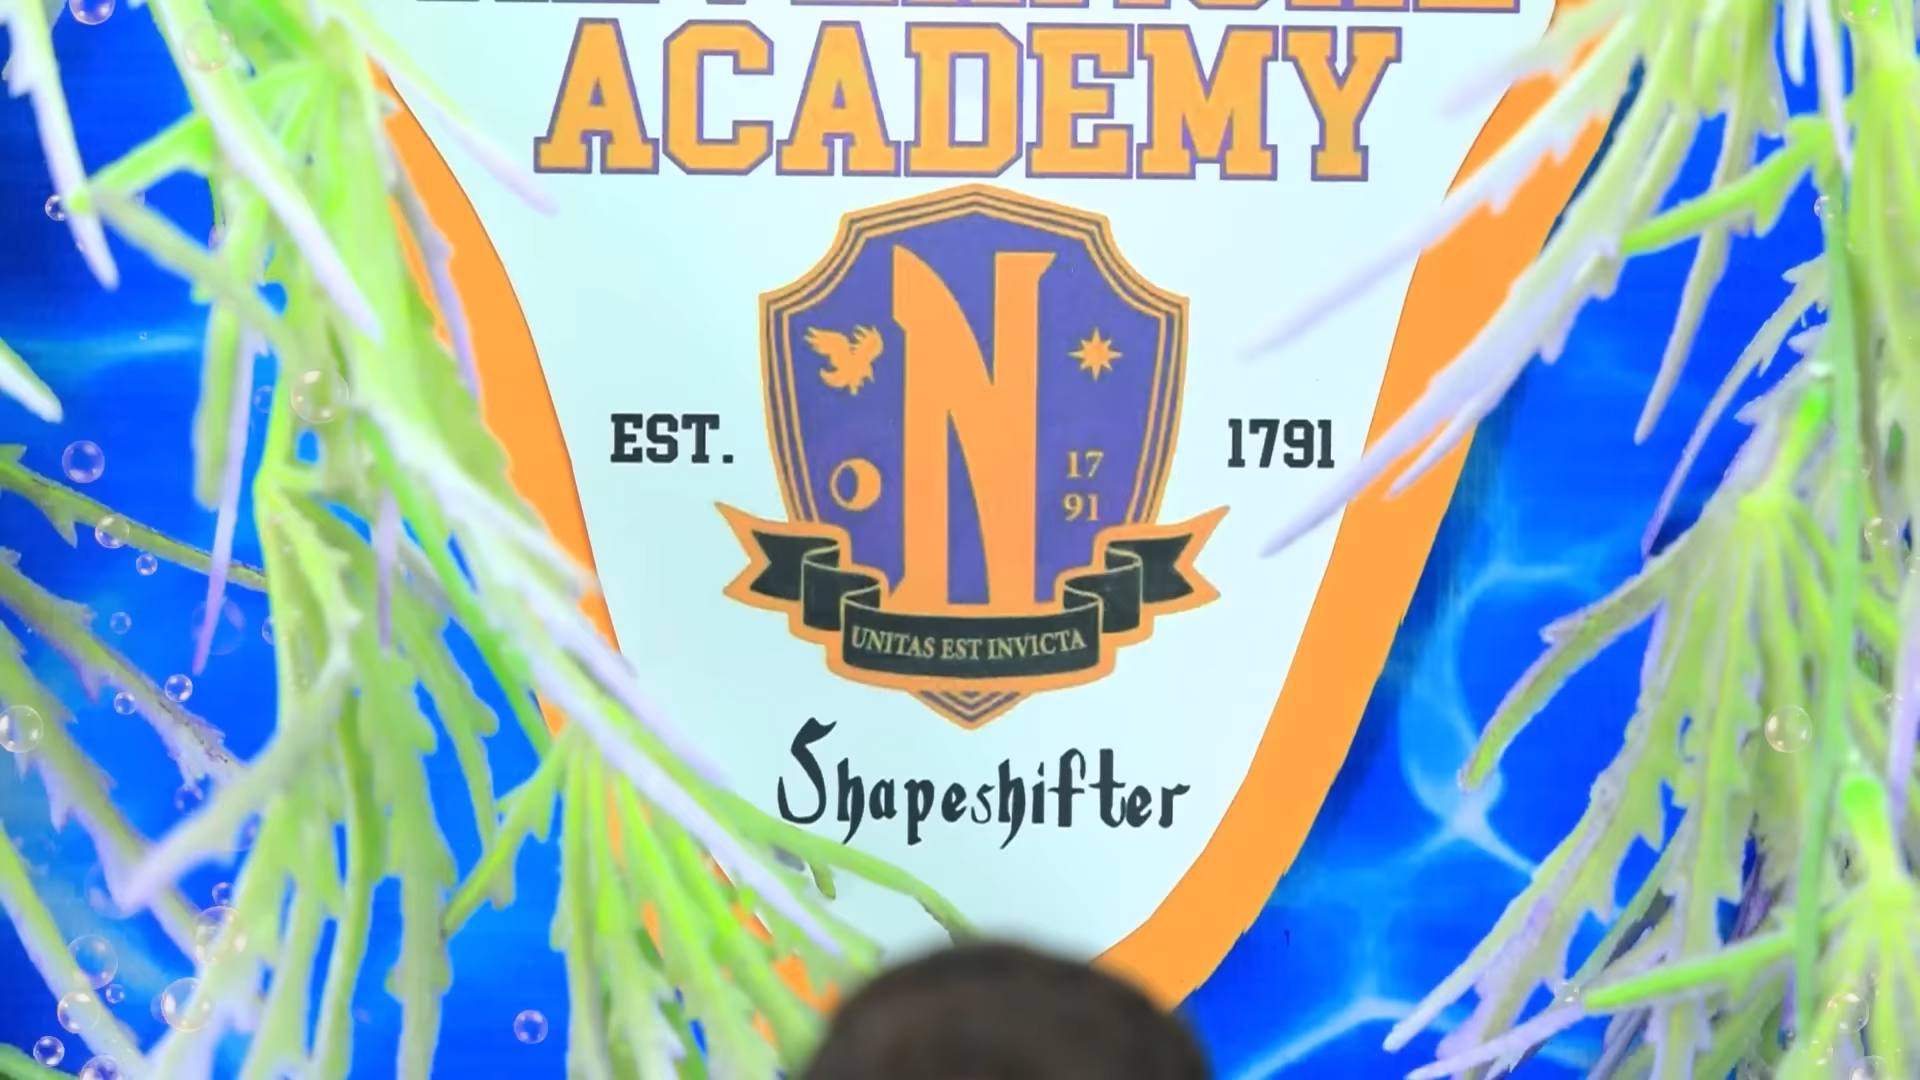 ACADEMY
N
EST.
1791
17
91
UNITAS EST INVICTA
Shapeshifter